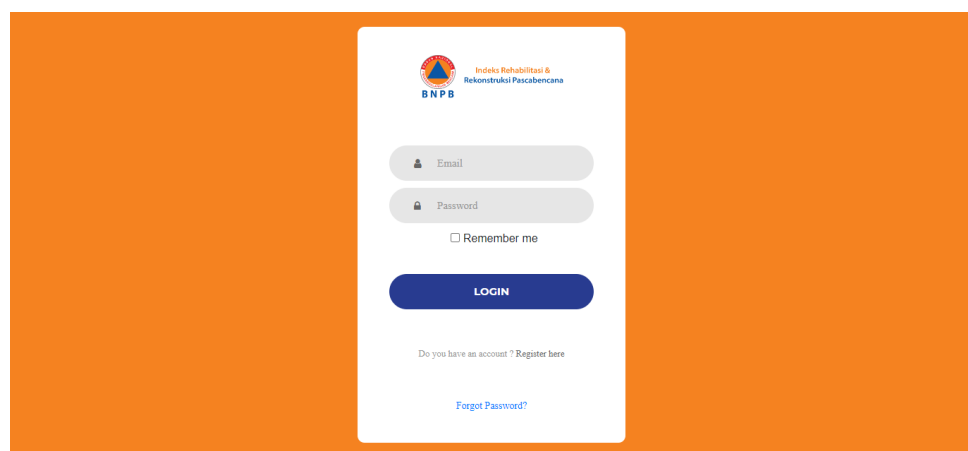 Indeks Rehabilitasi &
Rekonstruksi Pascabencana
BNPB
Email
Password
Remember me
LOGIN
Do you have an account ? Register here
Forgot Password?